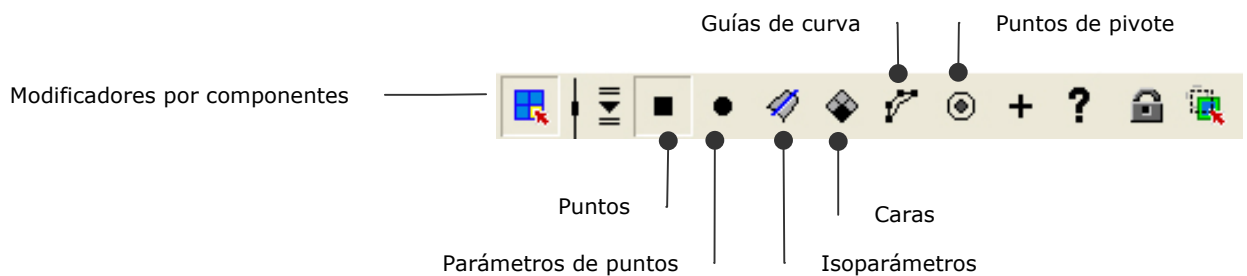 Guías de curva
Puntos de pivote
Modificadores por componentes
?
Puntos
Caras
Parámetros de puntos
Isoparámetros